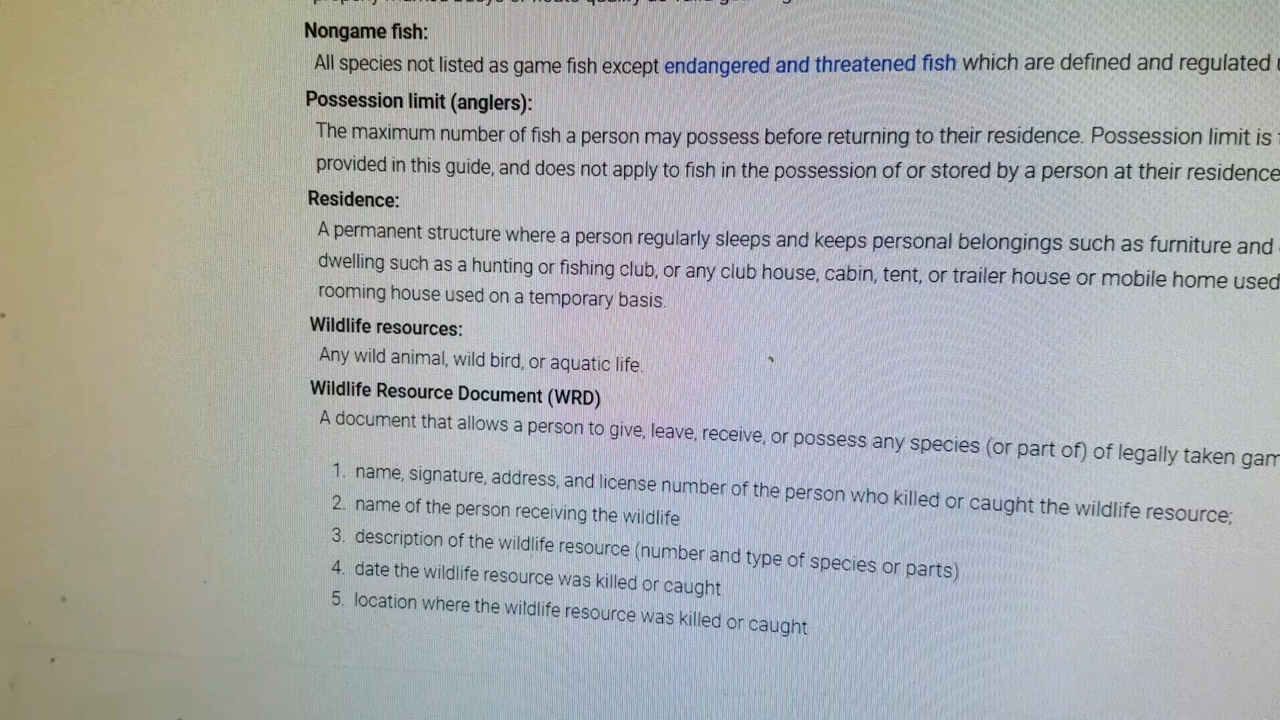 Nongame fish:
All species not listed as game fish except endangered and threatened fish which are defined and regulated
Possession limit (anglers):
The maximum number of fish a person may possess before returning to their residence. Possession limit is
provided in this guide, and does not apply to fish in the possession of or stored by a person at their residence
Residence:
A permanent structure where a person regularly sleeps and keeps personal belongings such as furniture and
dwelling such as a hunting or fishing club, or any club house, cabin, tent, or trailer house or mobile home used
rooming house used on a temporary basis.
Wildlife resources:
Any wild animal, wild bird, or aquatic life.
Wildlife Resource Document (WRD)
A document that allows a person to give, leave, receive, or possess any species (or part of) of legally taken gam
1. name, signature, address, and license number of the person who killed or caught the wildlife resource;
2. name of the person receiving the wildlife
3. description of the wildlife resource (number and type of species or parts)
4. date the wildlife resource was killed or caught
5. location where the wildlife resource was killed or caught